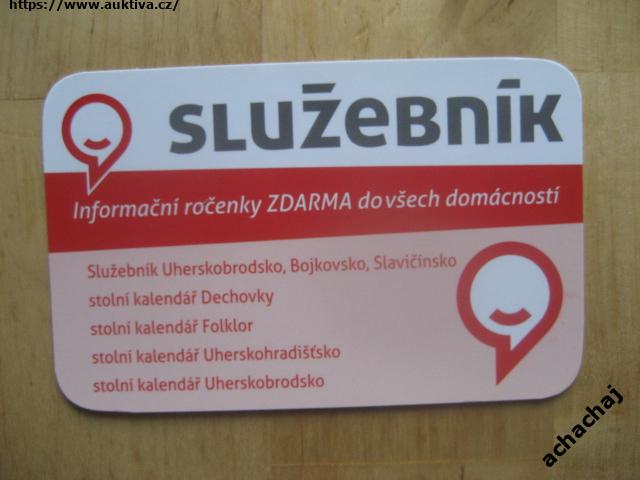 https://www.auktiva.cz/
SLUŽEBNÍK
Informační ročenky ZDARMA do všech domácností
Služebník Uherskobrodsko, Bojkovsko, Slavičínsko
stolní kalendář Dechovky
stolní kalendář Folklor
stolní kalendář Uherskohradišťsko
stolní kalendář Uherskobrodsko
achachaj